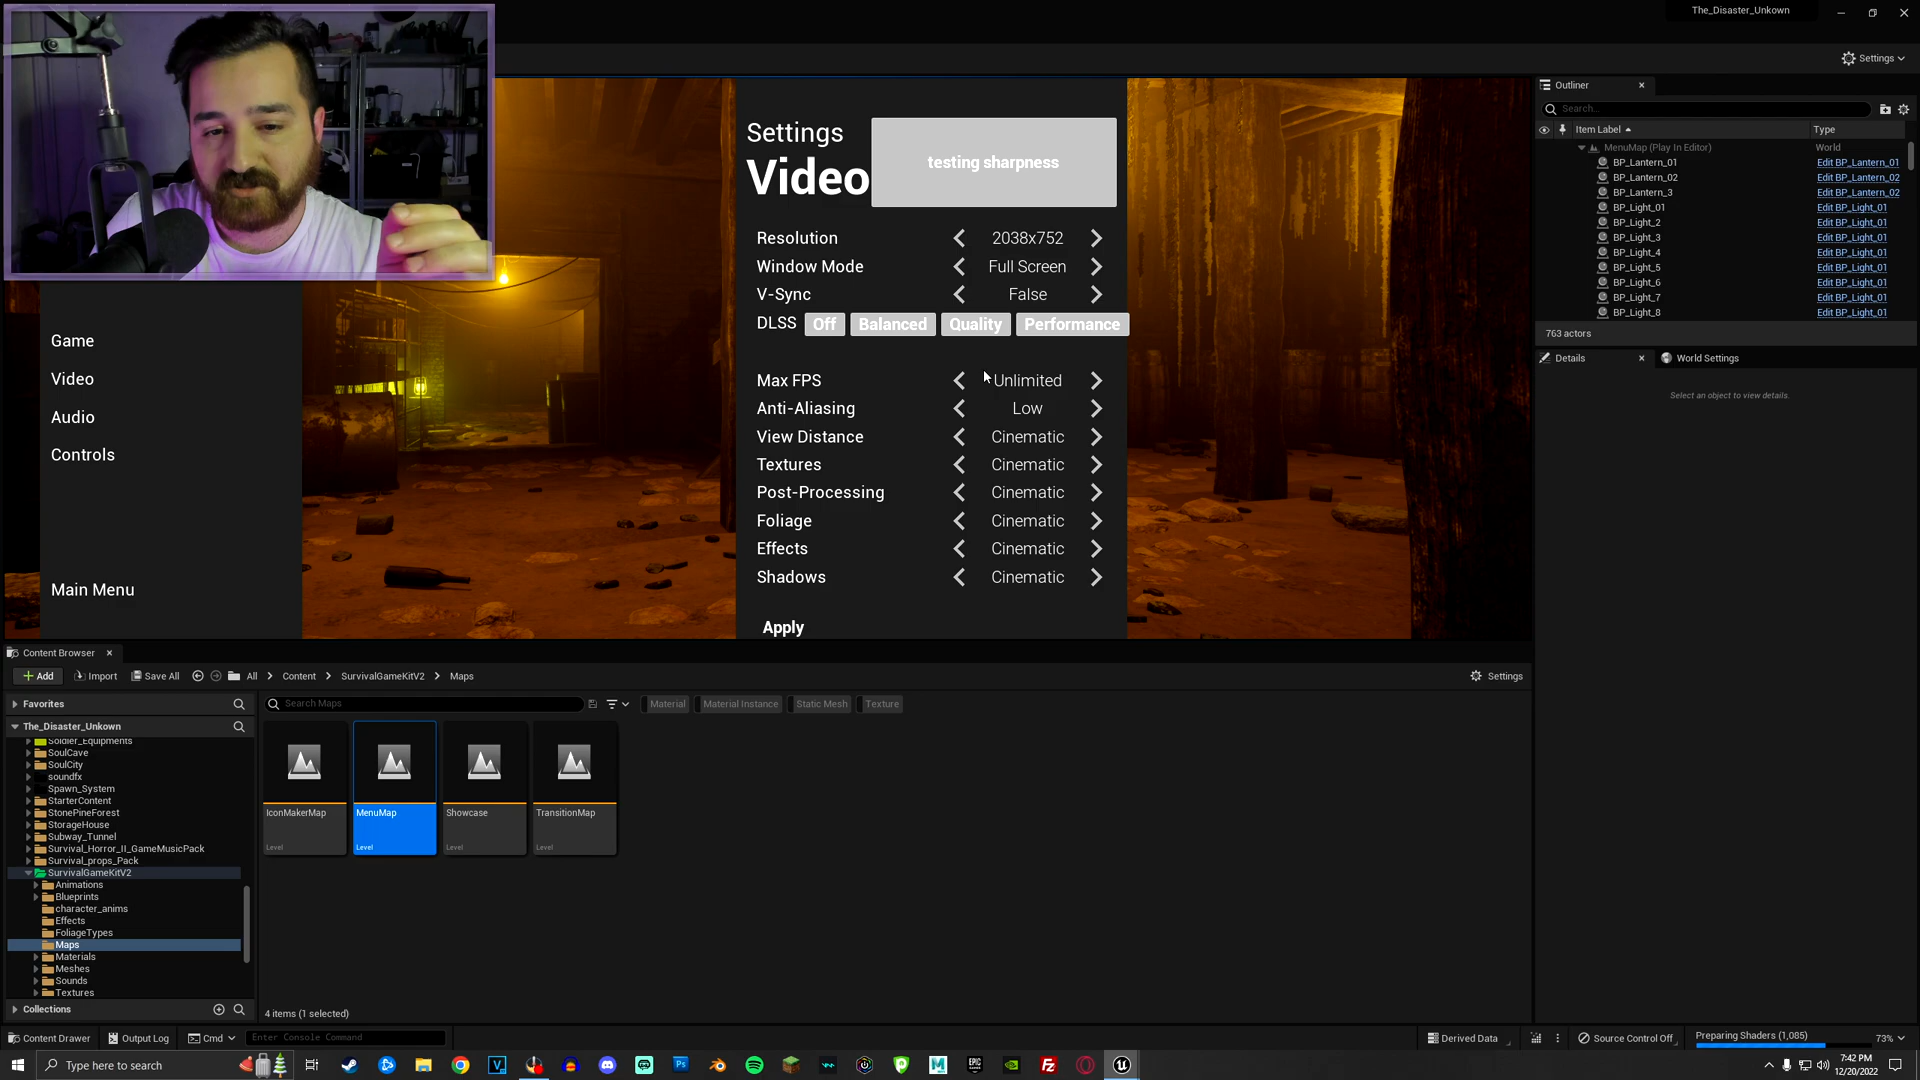 The_Disaster_Unkown
Settings
Outliner
Search...
Item Label
Type
MenuMap (Play In Editor)
World
BP_Lantern_01
Edit BP_Lantern_01
BP_Lantern_02
Edit BP_Lantern_02
BP_Lantern_3
Edit BP_Lantern_02
BP_Light_01
Edit BP_Light_01
BP_Light_2
Edit BP_Light_01
BP_Light_3
Edit BP_Light_01
BP_Light_4
Edit BP_Light_01
BP_Light_5
Edit BP_Light_01
BP_Light_6
Edit BP_Light_01
BP_Light_7
Edit BP_Light_01
BP_Light_8
Edit BP_Light_01
763 actors
Details
World Settings
Select an object to view details.
Settings
Video
testing sharpness
Resolution
2038x752
Window Mode
Full Screen
V-Sync
False
DLSS
Off
Balanced
Quality
Performance
Max FPS
Unlimited
Anti-Aliasing
Low
View Distance
Cinematic
Textures
Cinematic
Post-Processing
Cinematic
Foliage
Cinematic
Effects
Cinematic
Shadows
Cinematic
Apply
Game
Video
Audio
Controls
Main Menu
Content Browser
Add
Import
Save All
All
Content
SurvivalGameKitV2
Maps
Settings
Favorites
Search Maps
Material
Material Instance
Static Mesh
Texture
The_Disaster_Unkown
Soldier_Equipments
SoulCave
SoulCity
soundfx
Spawn_System
StarterContent
StonePineForest
StorageHouse
Subway_Tunnel
Survival_Horror_II_GameMusicPack
Survival_props_Pack
SurvivalGameKitV2
Animations
Blueprints
character_anims
Effects
FoliageTypes
Maps
Materials
Meshes
Sounds
Textures
Collections
IconMakerMap
Level
MenuMap
Level
Showcase
Level
TransitionMap
Level
4 items (1 selected)
Content Drawer
Output Log
Cmd
Enter Console Command
Derived Data
Source Control Off
Preparing Shaders (1,085)
73%
Type here to search
7:42 PM
12/20/2022